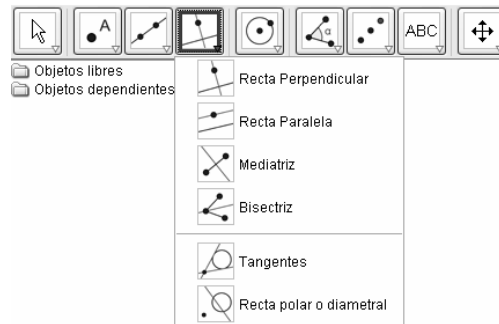 A
α
ABC
Objetos libres
Objetos dependientes
Recta Perpendicular
Recta Paralela
Mediatriz
Bisectriz
Tangentes
Recta polar o diametral